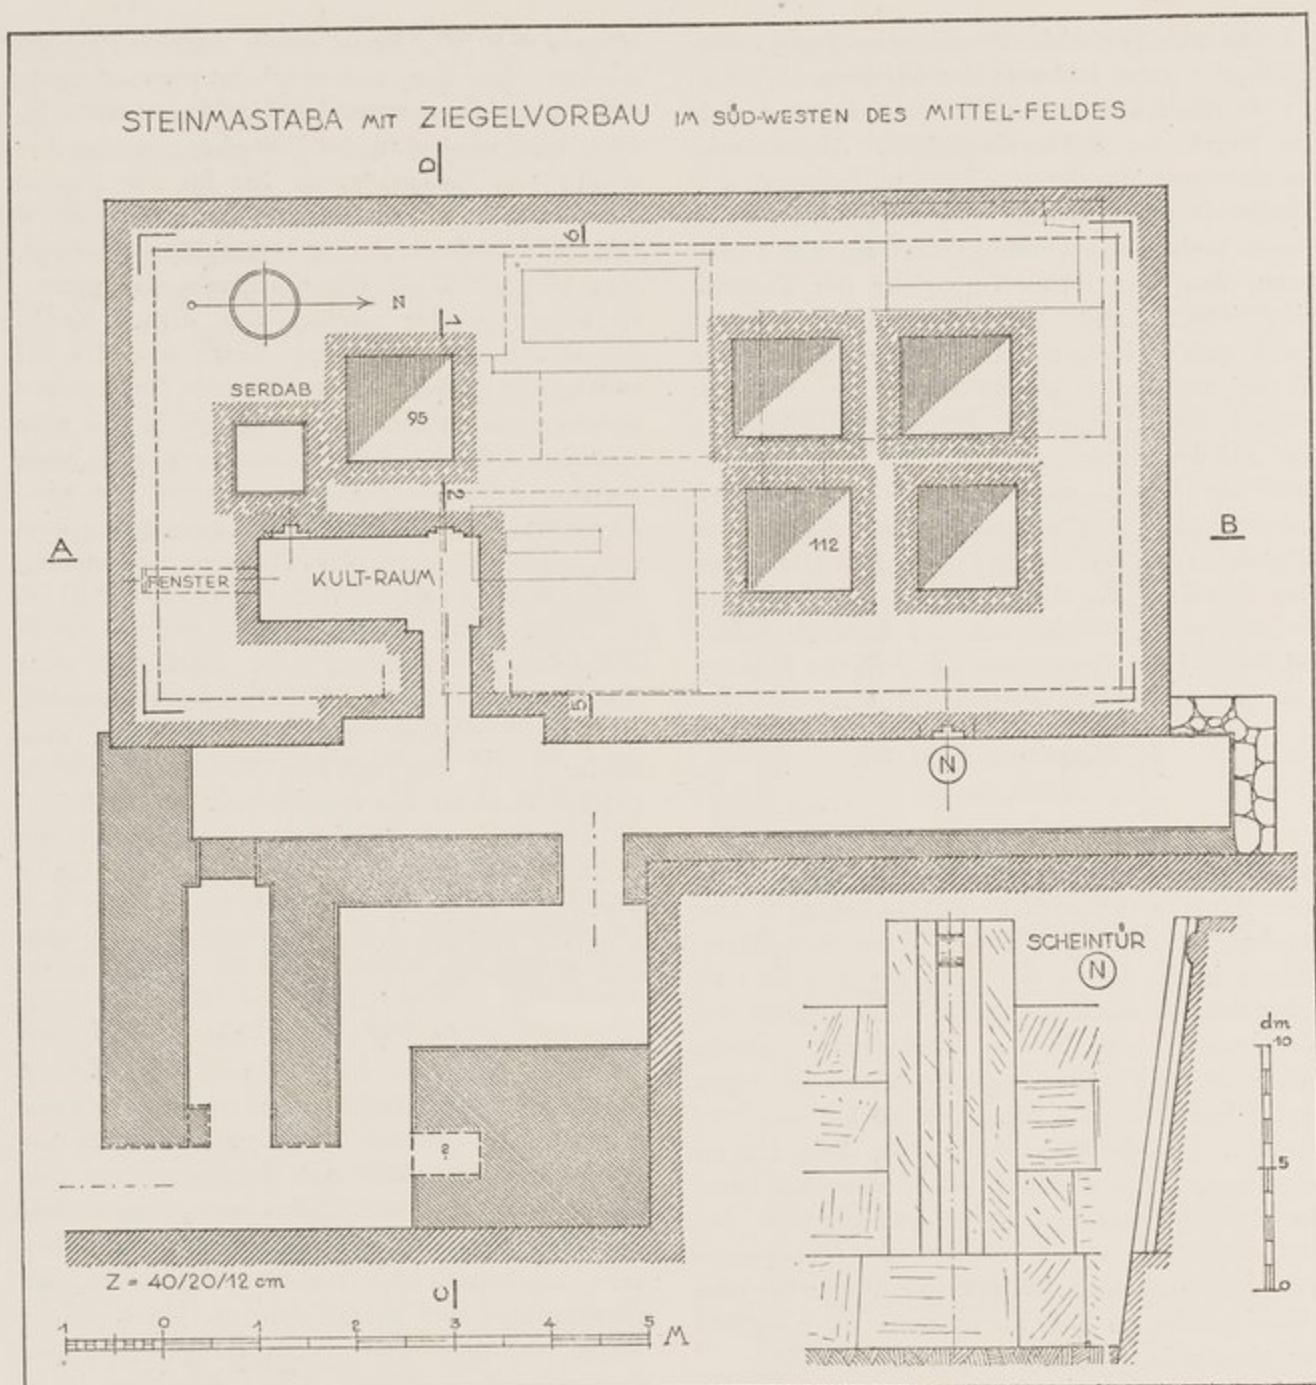 STEINMASTABA MIT ZIEGELVORBAU IM SÜD-WESTEN DES MITTEL-FELDES
D
6
N
1
SERDAB
95
2
A
B
FENSTER
KULT-RAUM
112
5
N
SCHEINTÜR
N
dm
10
5
0
?
Z = 40/20/12 cm
C
1 0 1 2 3 4 5 M